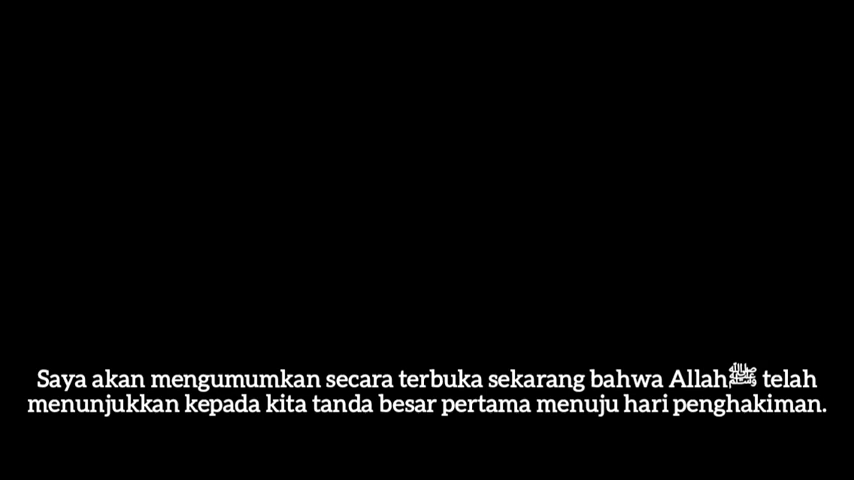 Saya akan mengumumkan secara terbuka sekarang bahwa Allahﷺ telah
menunjukkan kepada kita tanda besar pertama menuju hari penghakiman.